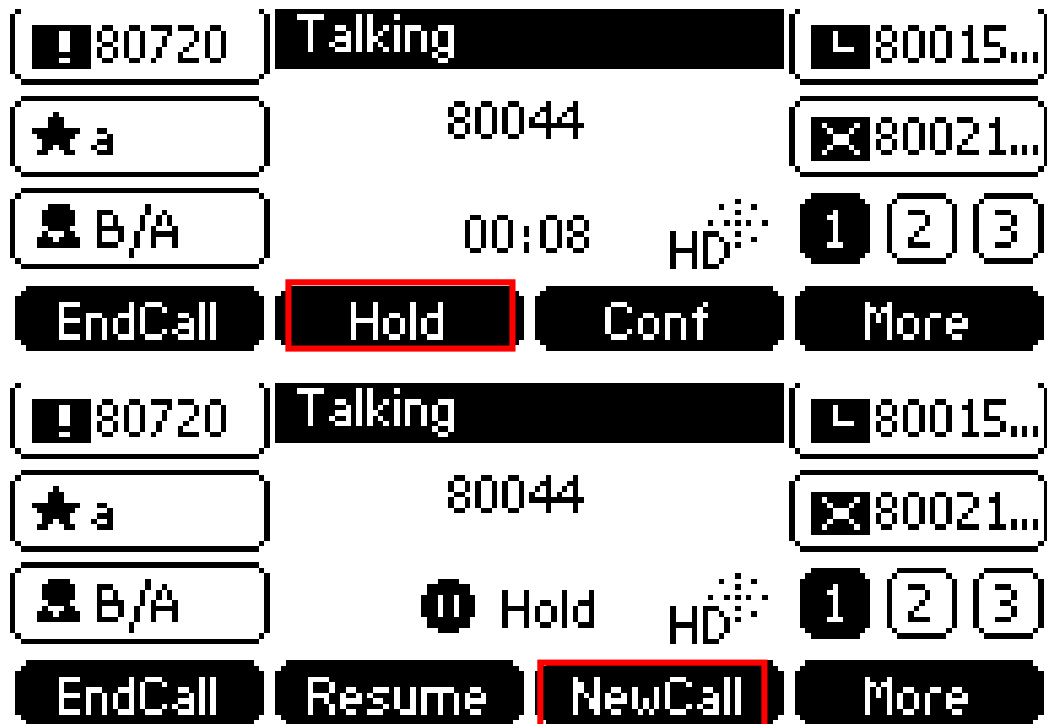 80720 Talking 80015...
a 80044 80021...
B/A 00:08 HD 1 2 3
EndCall Hold Conf More
80720 Talking 80015...
a 80044 80021...
B/A Hold HD 1 2 3
EndCall Resume NewCall More